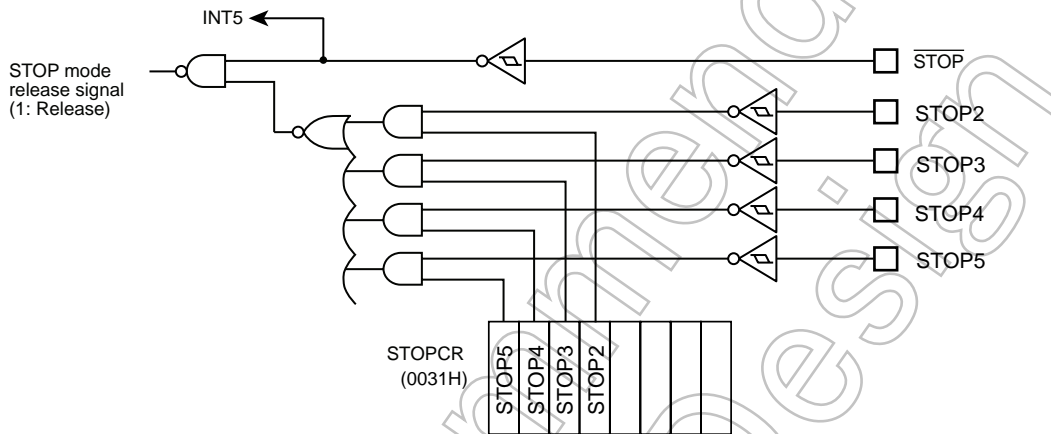 INT5
STOP mode
release signal
(1: Release)
STOP
STOP2
STOP3
STOP4
STOP5
STOPCR
(0031H)
STOP5
STOP4
STOP3
STOP2